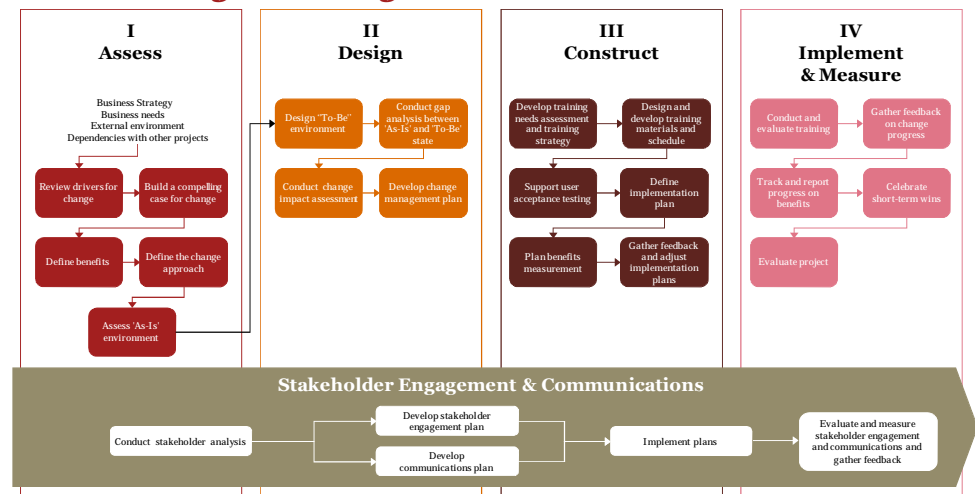 I
Assess
Business Strategy
Business needs
External environment
Dependencies with other projects
Review drivers for
change
Build a compelling
case for change
Define benefits
Define the change
approach
Assess 'As-Is'
environment
II
Design
Design "To-Be"
environment
Conduct gap
analysis between
'As-Is' and 'To-Be'
state
Conduct change
impact assessment
Develop change
management plan
III
Construct
Develop training
needs assessment
and training
strategy
Design and
develop training
materials and
schedule
Support user
acceptance testing
Define
implementation
plan
Plan benefits
measurement
Gather feedback
and adjust
implementation
plans
IV
Implement
& Measure
Conduct and
evaluate training
Gather feedback
on change
progress
Track and report
progress on
benefits
Celebrate
short-term wins
Evaluate project
Stakeholder Engagement & Communications
Conduct stakeholder analysis
Develop stakeholder
engagement plan
Develop
communications plan
Implement plans
Evaluate and measure
stakeholder engagement
and communications and
gather feedback